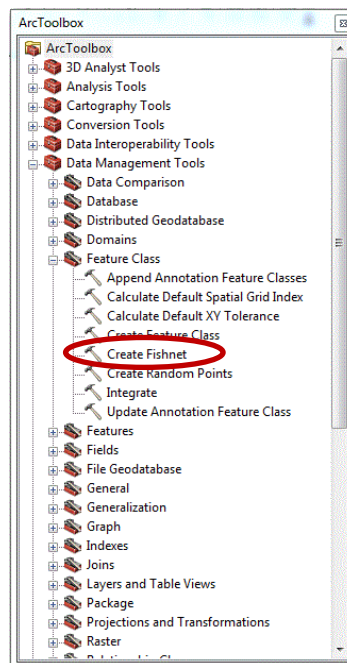 ArcToolbox
ArcToolbox
3D Analyst Tools
Analysis Tools
Cartography Tools
Conversion Tools
Data Interoperability Tools
Data Management Tools
Data Comparison
Database
Distributed Geodatabase
Domains
Feature Class
Append Annotation Feature Classes
Calculate Default Spatial Grid Index
Calculate Default XY Tolerance
Create Feature Class
Create Fishnet
Create Random Points
Integrate
Update Annotation Feature Class
Features
Fields
File Geodatabase
General
Generalization
Graph
Indexes
Joins
Layers and Table Views
Package
Projections and Transformations
Raster